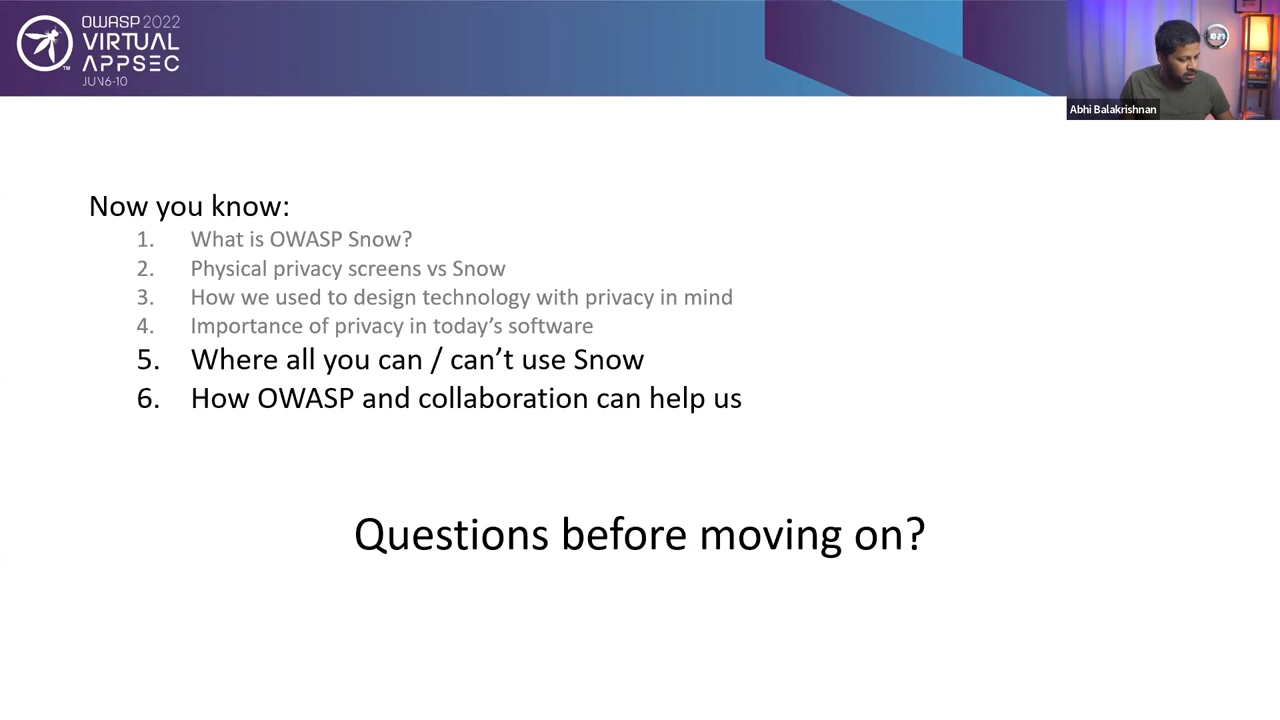 OWASP 2022
VIRTUAL
APPSEC
JUN 6-10
TM
Abhi Balakrishnan
Now you know:
1. What is OWASP Snow?
2. Physical privacy screens vs Snow
3. How we used to design technology with privacy in mind
4. Importance of privacy in today’s software
5. Where all you can / can’t use Snow
6. How OWASP and collaboration can help us
Questions before moving on?